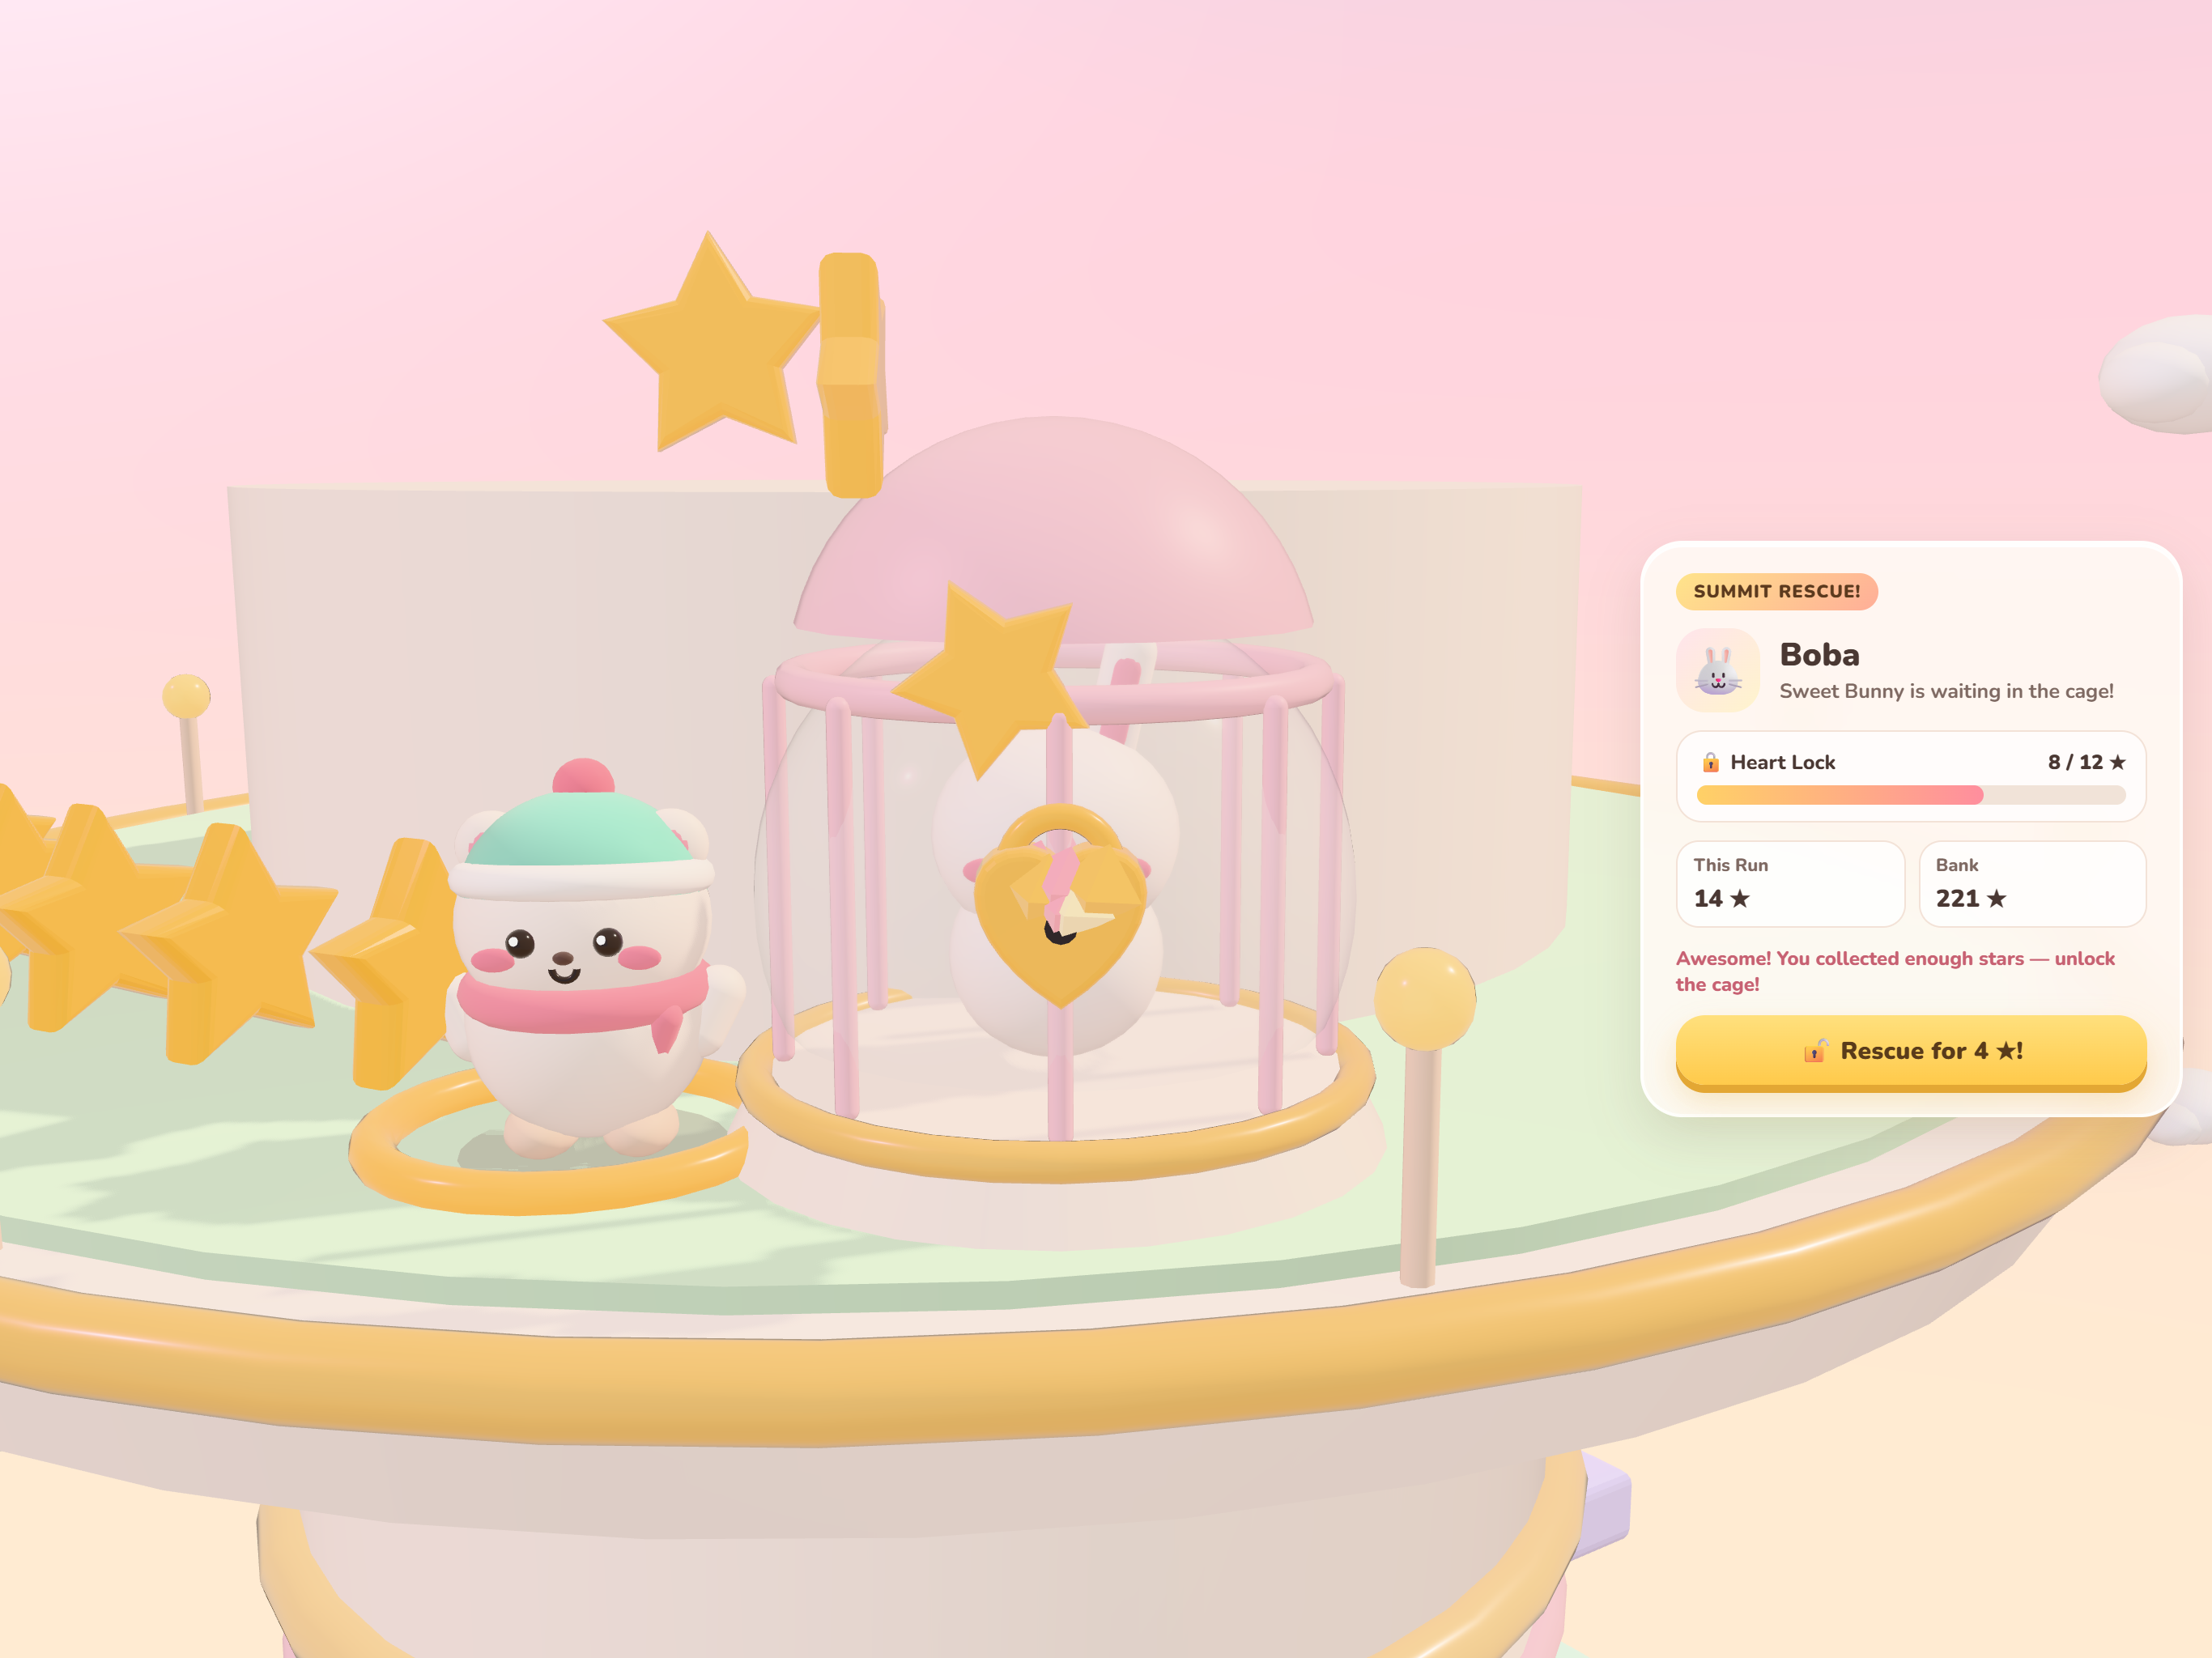 SUMMIT RESCUE!
Boba
Sweet Bunny is waiting in the cage!
Heart Lock 8 / 12 ★
This Run
14 ★
Bank
221 ★
Awesome! You collected enough stars — unlock
the cage!
Rescue for 4 ★!